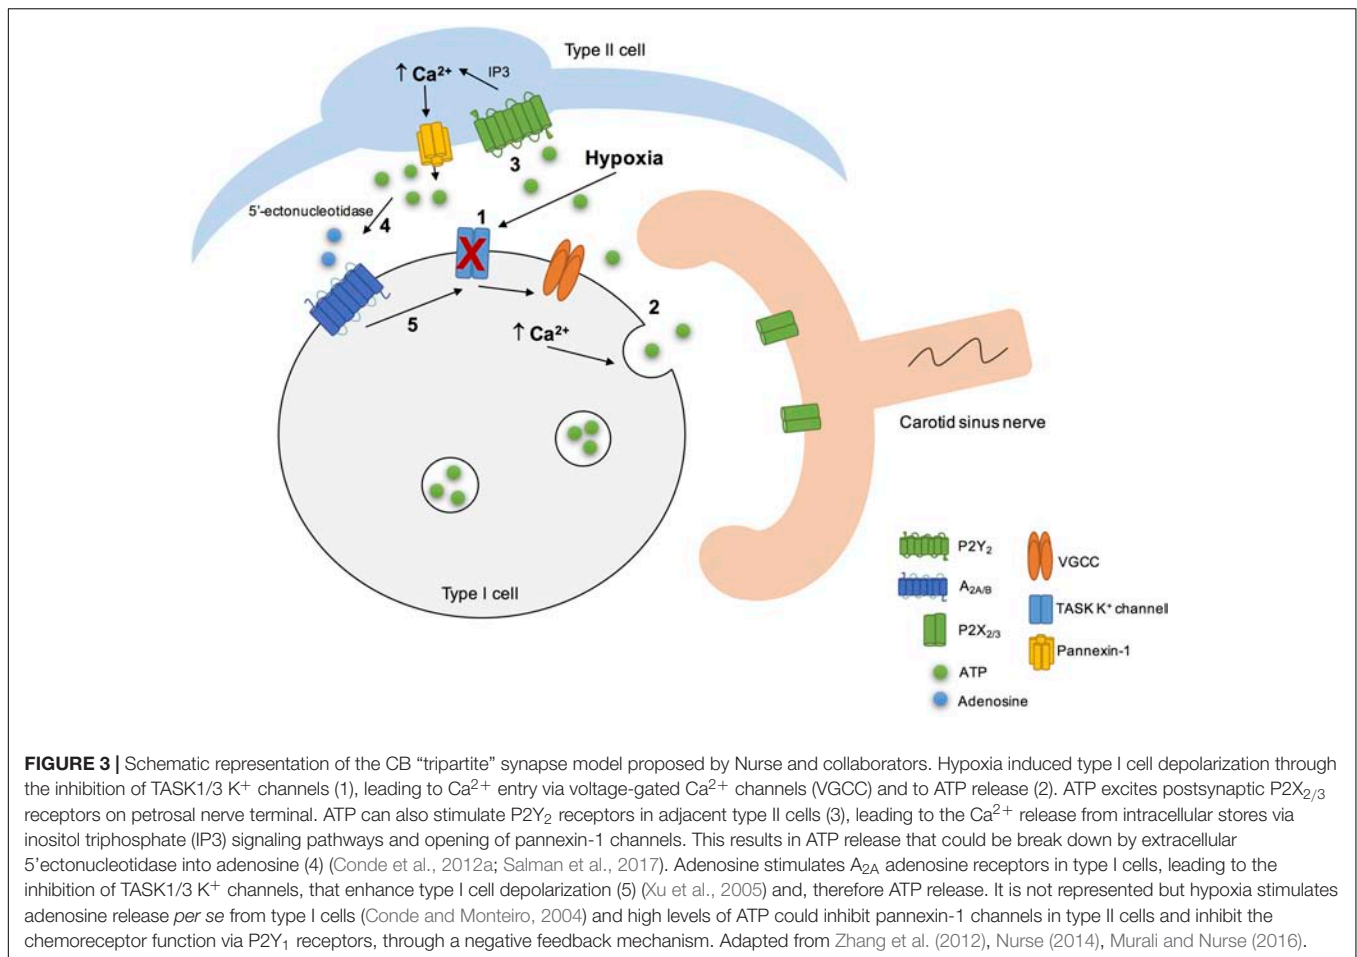 Type II cell
↑ Ca²⁺
IP3
3
Hypoxia
5'-ectonucleotidase
4
1
X
2
5
↑ Ca²⁺
Carotid sinus nerve
Type I cell
P2Y₂
A₂A/B
P2X₂/₃
ATP
Adenosine
VGCC
TASK K⁺ channel
Pannexin-1
FIGURE 3 | Schematic representation of the CB “tripartite” synapse model proposed by Nurse and collaborators. Hypoxia induced type I cell depolarization through
the inhibition of TASK1/3 K⁺ channels (1), leading to Ca²⁺ entry via voltage-gated Ca²⁺ channels (VGCC) and to ATP release (2). ATP excites postsynaptic P2X₂/₃
receptors on petrosal nerve terminal. ATP can also stimulate P2Y₂ receptors in adjacent type II cells (3), leading to the Ca²⁺ release from intracellular stores via
inositol triphosphate (IP3) signaling pathways and opening of pannexin-1 channels. This results in ATP release that could be break down by extracellular
5’ectonucleotidase into adenosine (4) (Conde et al., 2012a; Salman et al., 2017). Adenosine stimulates A₂A adenosine receptors in type I cells, leading to the
inhibition of TASK1/3 K⁺ channels, that enhance type I cell depolarization (5) (Xu et al., 2005) and, therefore ATP release. It is not represented but hypoxia stimulates
adenosine release per se from type I cells (Conde and Monteiro, 2004) and high levels of ATP could inhibit pannexin-1 channels in type II cells and inhibit the
chemoreceptor function via P2Y₁ receptors, through a negative feedback mechanism. Adapted from Zhang et al. (2012), Nurse (2014), Murali and Nurse (2016).